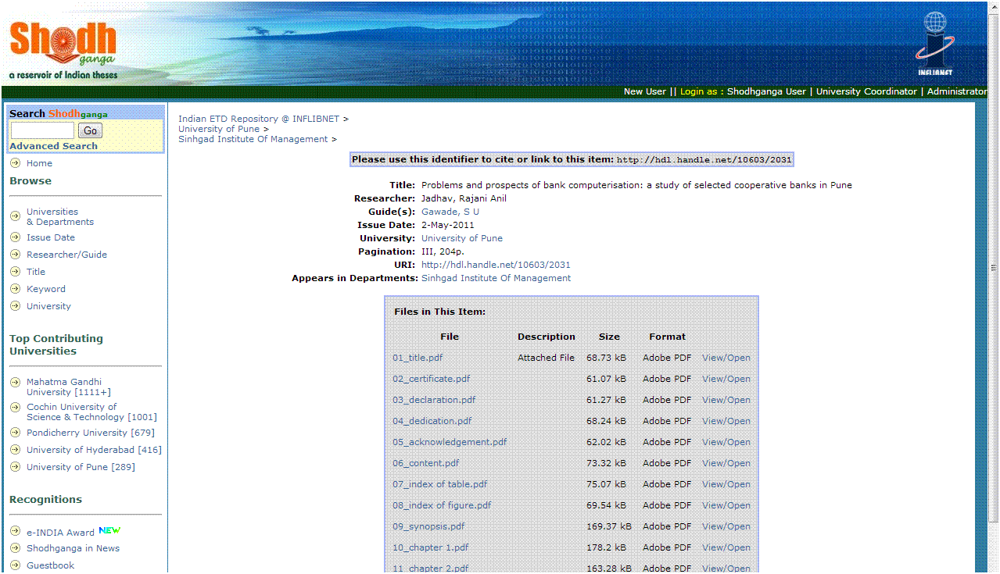 Shodh
ganga
a reservoir of Indian theses
INFLIBNET
New User || Login as : Shodhganga User | University Coordinator | Administrator
Search Shodhganga
Go
Advanced Search
Home
Browse
Universities
& Departments
Issue Date
Researcher/Guide
Title
Keyword
University
Top Contributing
Universities
Mahatma Gandhi
University [1111+]
Cochin University of
Science & Technology [1001]
Pondicherry University [679]
University of Hyderabad [416]
University of Pune [289]
Recognitions
e-INDIA Award NEW
Shodhganga in News
Guestbook
Indian ETD Repository @ INFLIBNET >
University of Pune >
Sinhgad Institute Of Management >
Please use this identifier to cite or link to this item: http://hdl.handle.net/10603/2031
Title: Problems and prospects of bank computerisation: a study of selected cooperative banks in Pune
Researcher: Jadhav, Rajani Anil
Guide(s): Gawade, S U
Issue Date: 2-May-2011
University: University of Pune
Pagination: III, 204p.
URI: http://hdl.handle.net/10603/2031
Appears in Departments: Sinhgad Institute Of Management
Files in This Item:
File Description Size Format
01_title.pdf Attached File 68.73 kB Adobe PDF View/Open
02_certificate.pdf 61.07 kB Adobe PDF View/Open
03_declaration.pdf 61.27 kB Adobe PDF View/Open
04_dedication.pdf 68.24 kB Adobe PDF View/Open
05_acknowledgement.pdf 62.02 kB Adobe PDF View/Open
06_content.pdf 73.32 kB Adobe PDF View/Open
07_index of table.pdf 75.07 kB Adobe PDF View/Open
08_index of figure.pdf 69.54 kB Adobe PDF View/Open
09_synopsis.pdf 169.37 kB Adobe PDF View/Open
10_chapter 1.pdf 178.2 kB Adobe PDF View/Open
11_chapter 2.pdf 163.28 kB Adobe PDF View/Open